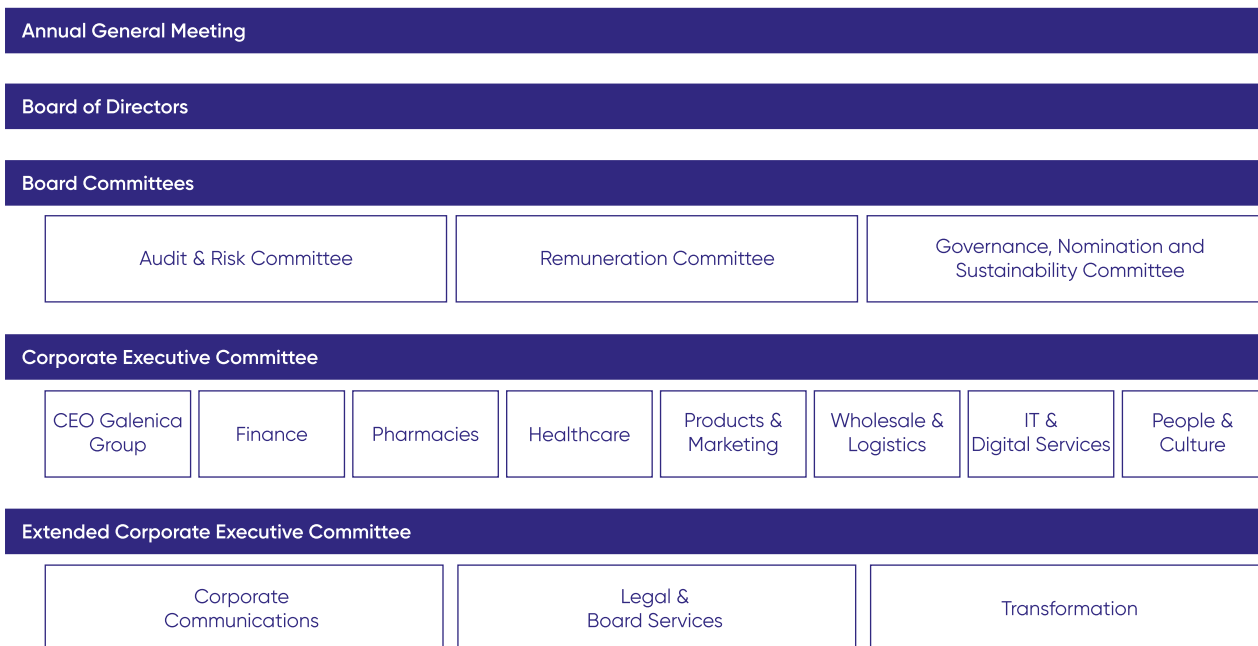 Annual General Meeting
Board of Directors
Board Committees
Audit & Risk Committee
Remuneration Committee
Governance, Nomination and
Sustainability Committee
Corporate Executive Committee
CEO Galenica
Group
Finance
Pharmacies
Healthcare
Products &
Marketing
Wholesale &
Logistics
IT &
Digital Services
People &
Culture
Extended Corporate Executive Committee
Corporate
Communications
Legal &
Board Services
Transformation